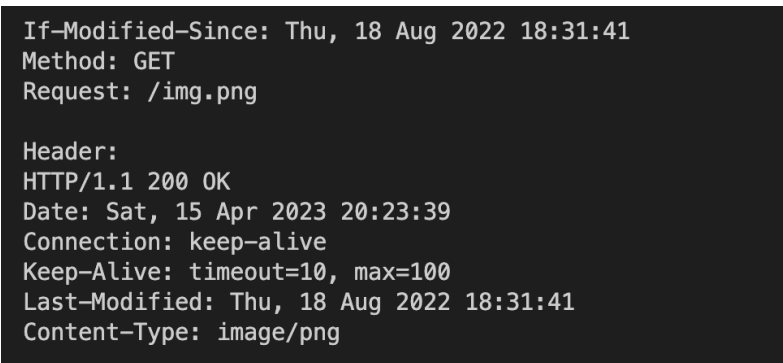 If-Modified-Since: Thu, 18 Aug 2022 18:31:41
Method: GET
Request: /img.png

Header:
HTTP/1.1 200 OK
Date: Sat, 15 Apr 2023 20:23:39
Connection: keep-alive
Keep-Alive: timeout=10, max=100
Last-Modified: Thu, 18 Aug 2022 18:31:41
Content-Type: image/png